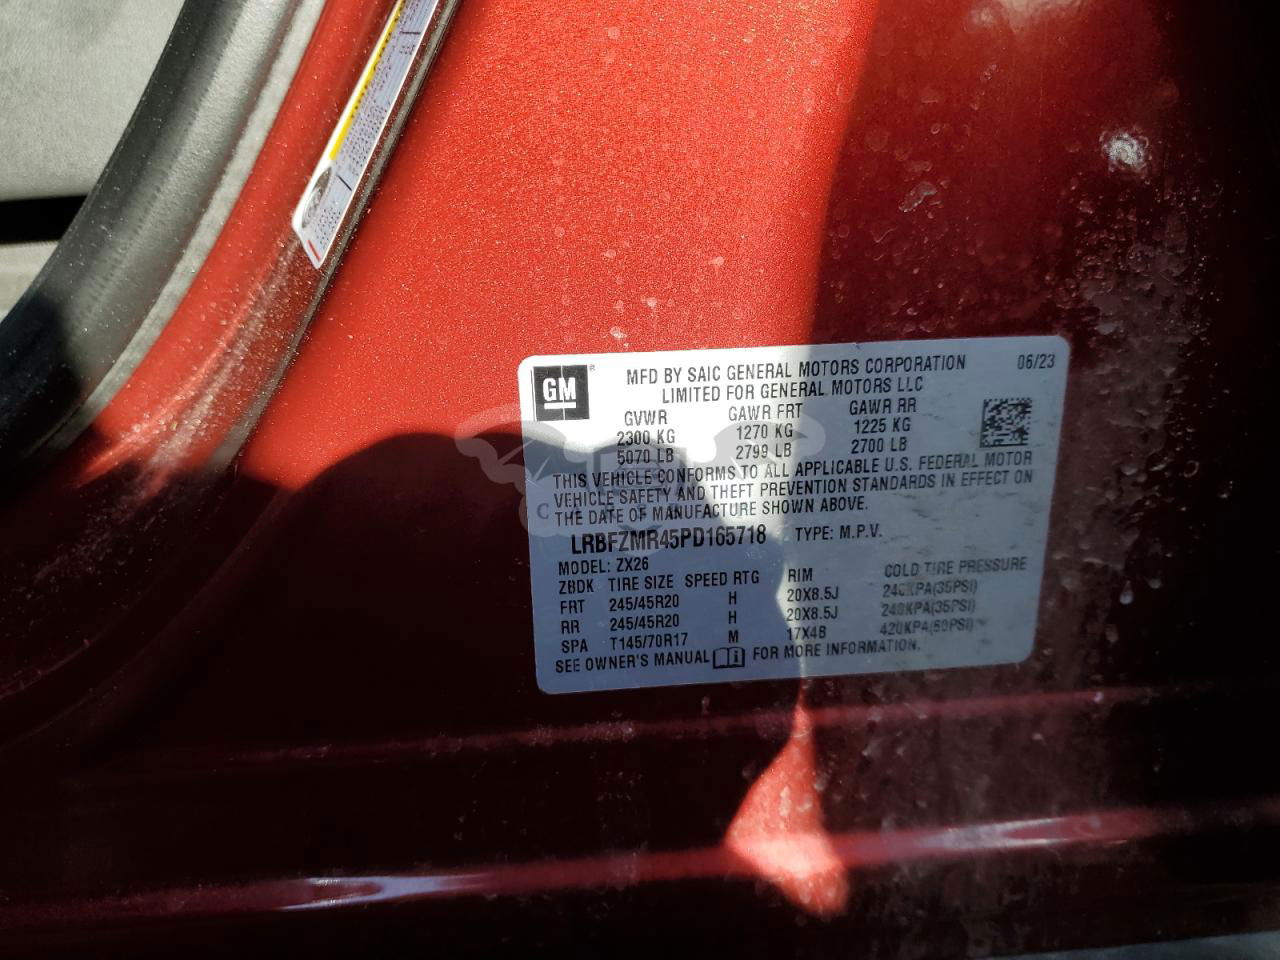 GM
MFD BY SAIC GENERAL MOTORS CORPORATION 06/23
LIMITED FOR GENERAL MOTORS LLC
GVWR GAWR FRT GAWR RR
2300 KG 1270 KG 1225 KG
5070 LB 2799 LB 2700 LB
THIS VEHICLE CONFORMS TO ALL APPLICABLE U.S. FEDERAL MOTOR
VEHICLE SAFETY AND THEFT PREVENTION STANDARDS IN EFFECT ON
THE DATE OF MANUFACTURE SHOWN ABOVE.
LRBFZMR45PD165718 TYPE: M.P.V.
MODEL: ZX26
ZBDK TIRE SIZE SPEED RTG RIM COLD TIRE PRESSURE
FRT 245/45R20 H 20X8.5J 240KPA(35PSI)
RR 245/45R20 H 20X8.5J 240KPA(35PSI)
SPA T145/70R17 M 17X4B 420KPA(60PSI)
SEE OWNER'S MANUAL FOR MORE INFORMATION.